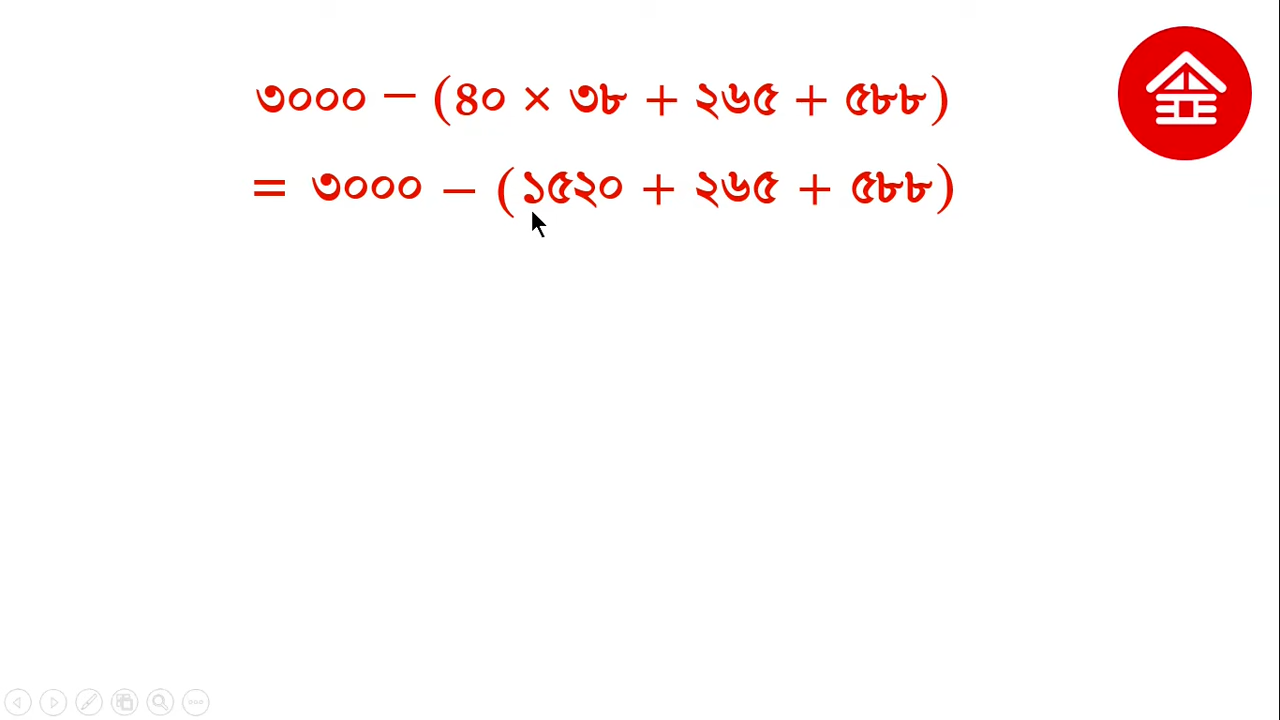 ৩০০০ − (৪০ × ৩৮ + ২৬৫ + ৫৮৮)
= ৩০০০ − (১৫২০ + ২৬৫ + ৫৮৮)